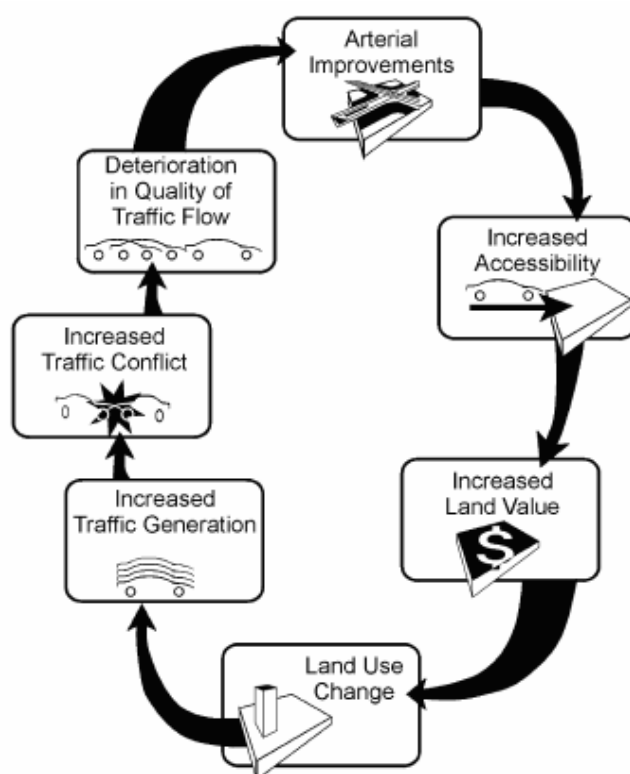 Arterial
Improvements
Increased
Accessibility
Increased
Land Value
$
Land Use
Change
Increased
Traffic Generation
Increased
Traffic Conflict
Deterioration
in Quality of
Traffic Flow